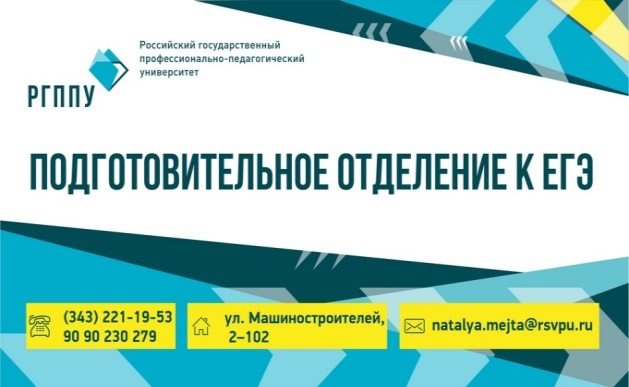 РГППУ
Российский государственный
профессионально-педагогический
университет
ПОДГОТОВИТЕЛЬНОЕ ОТДЕЛЕНИЕ К ЕГЭ
(343) 221-19-53
90 90 230 279
ул. Машиностроителей,
2–102
natalya.mejta@rsvpu.ru